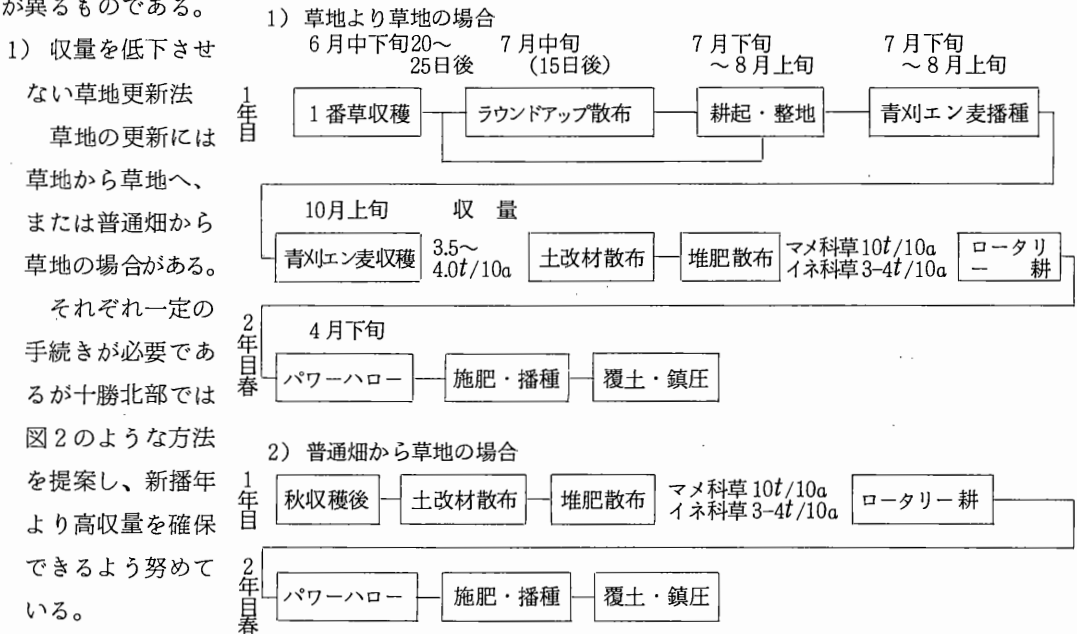 が異るものである。
1) 収量を低下させ
ない草地更新法
草地の更新には
草地から草地へ、
または普通畑から
草地の場合がある。
それぞれ一定の
手続きが必要であ
るが十勝北部では
図2のような方法
を提案し、新播年
より高収量を確保
できるよう努めて
いる。
1) 草地より草地の場合
6月中下旬20〜 7月中旬 7月下旬 7月下旬
25日後 (15日後) 〜8月上旬 〜8月上旬
1年目
1番草収穫 ラウンドアップ散布 耕起・整地 青刈エン麦播種
10月上旬 収量
青刈エン麦収穫 3.5〜4.0t/10a 土改材散布 堆肥散布 マメ科草10t/10a ロータリ
イネ科草3-4t/10a ー耕
2年目春
4月下旬
パワーハロー 施肥・播種 覆土・鎮圧
2) 普通畑から草地の場合
1年目
秋収穫後 土改材散布 堆肥散布 マメ科草10t/10a ロータリー耕
イネ科草3-4t/10a
2年目春
パワーハロー 施肥・播種 覆土・鎮圧